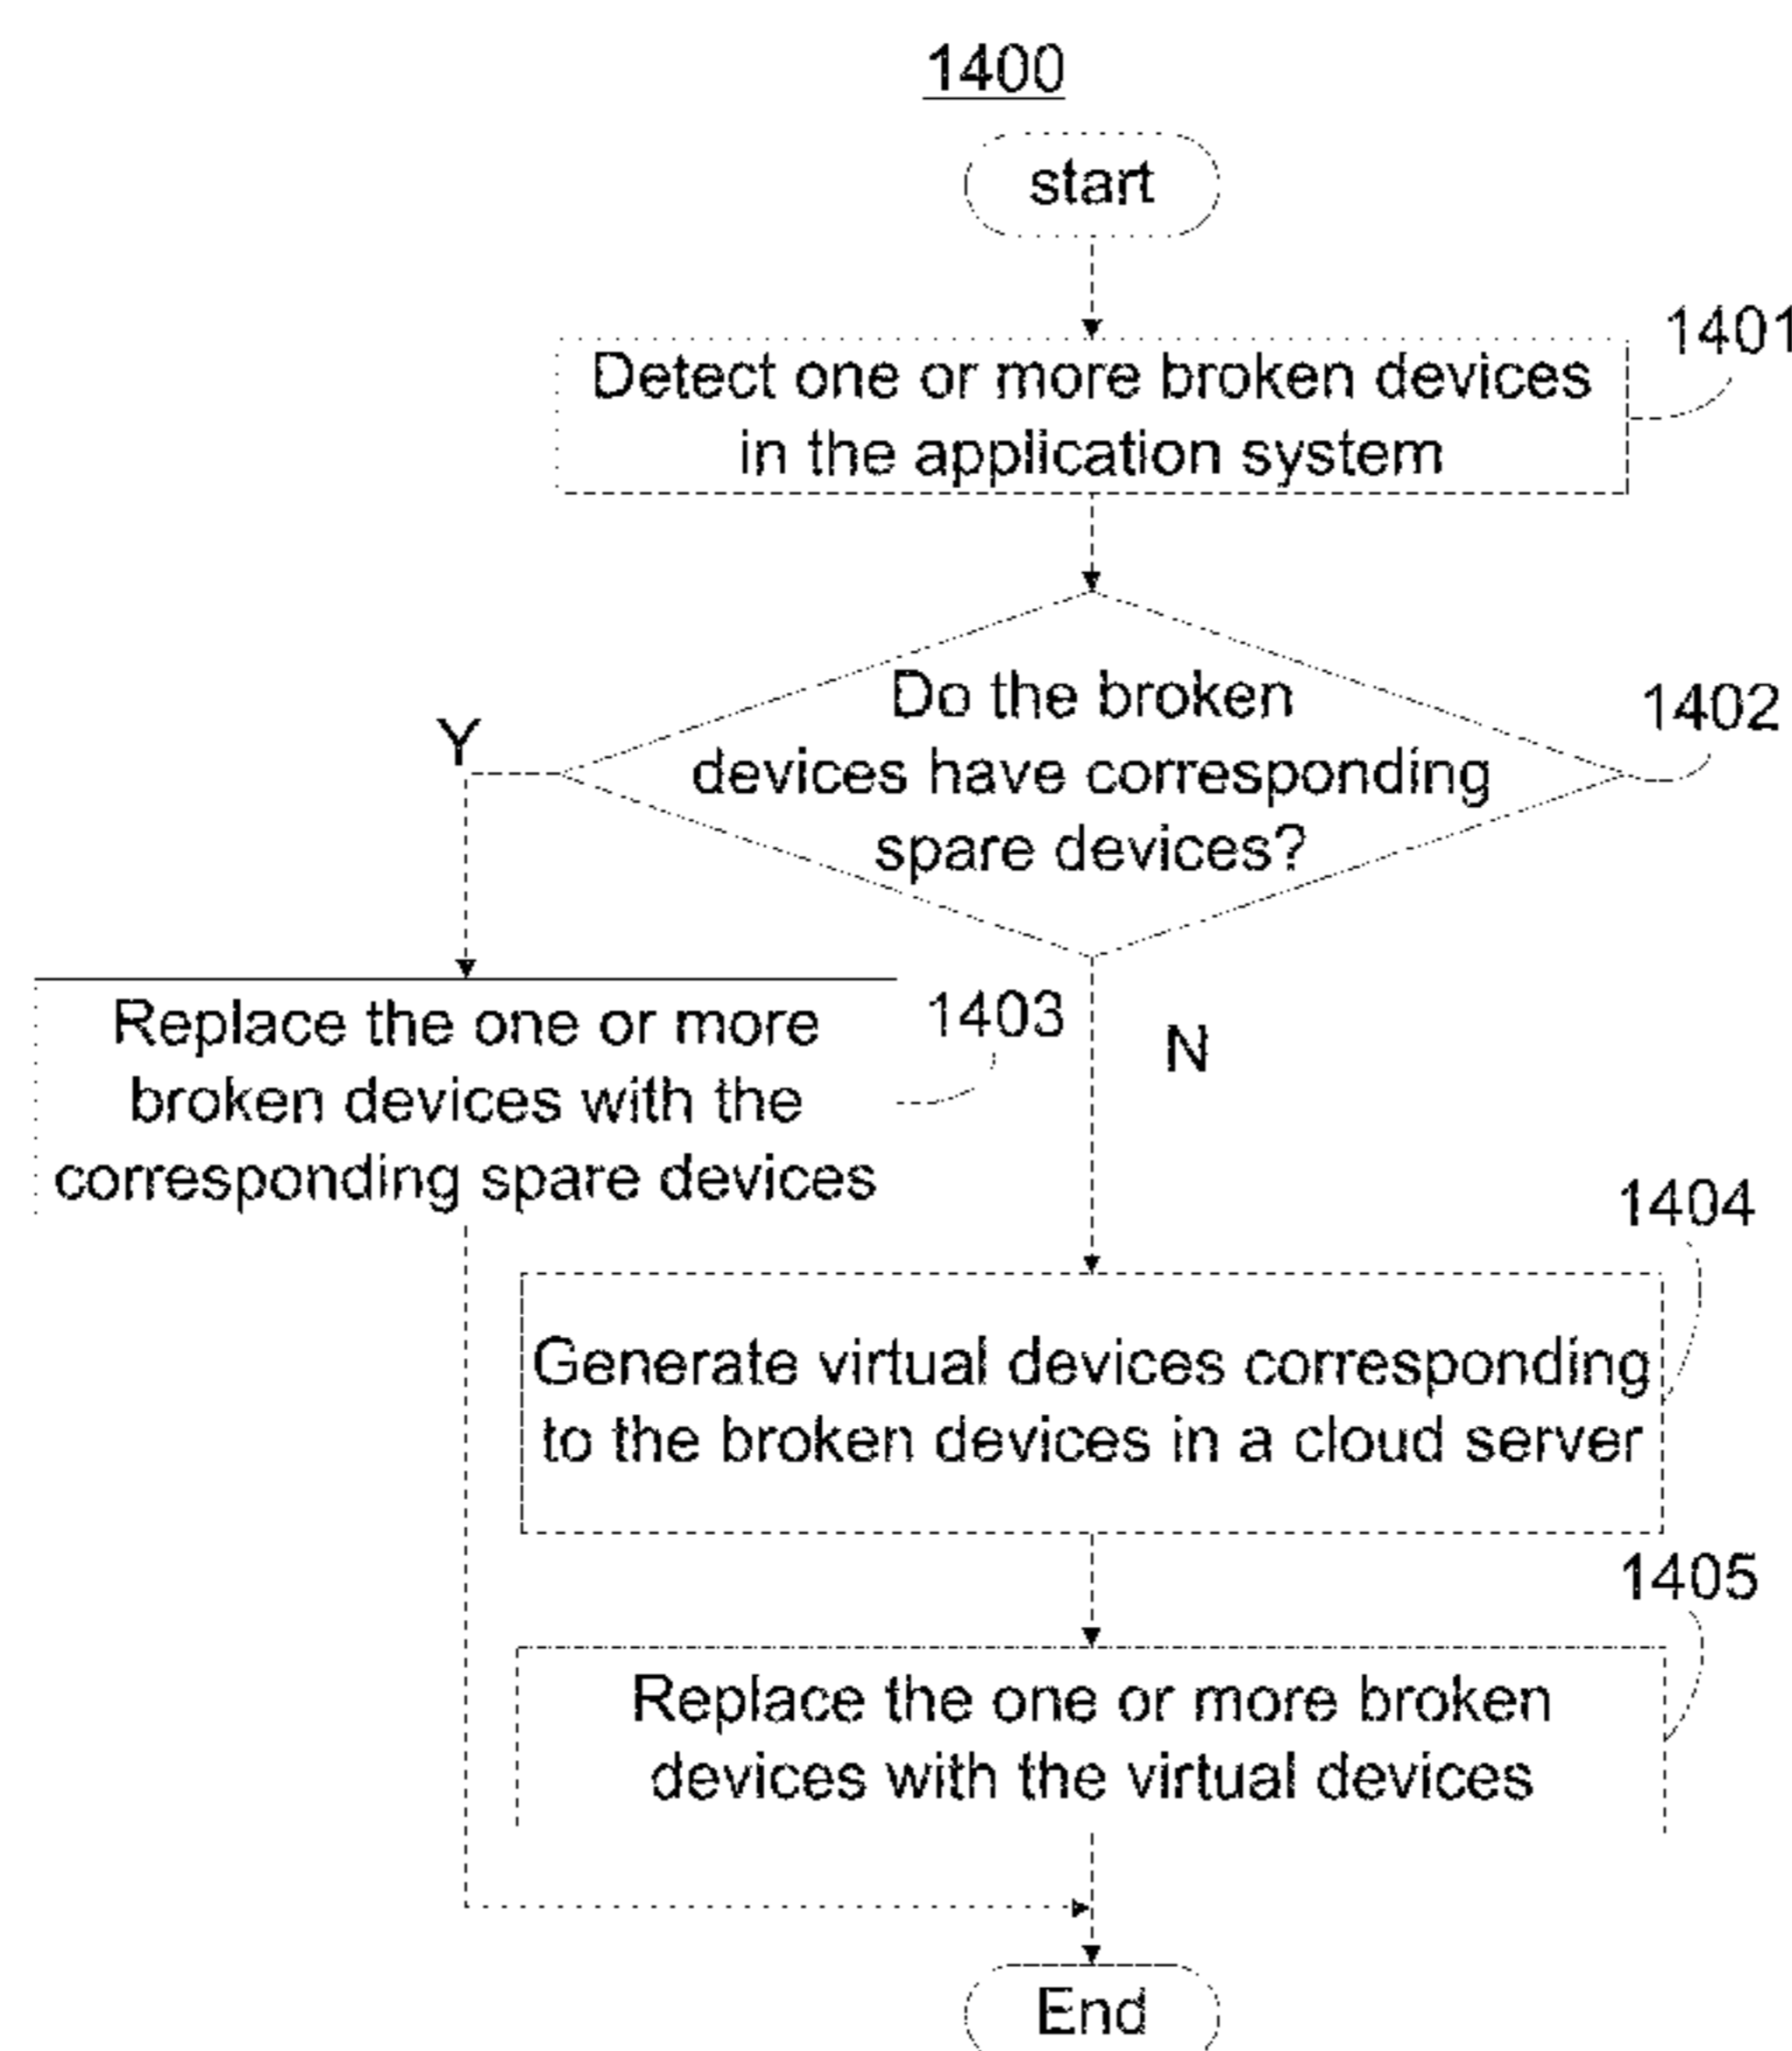 1400
start
1401
Detect one or more broken devices
in the application system
Do the broken
devices have corresponding
spare devices?
1402
Y
N
1403
Replace the one or more
broken devices with the
corresponding spare devices
1404
Generate virtual devices corresponding
to the broken devices in a cloud server
1405
Replace the one or more broken
devices with the virtual devices
End